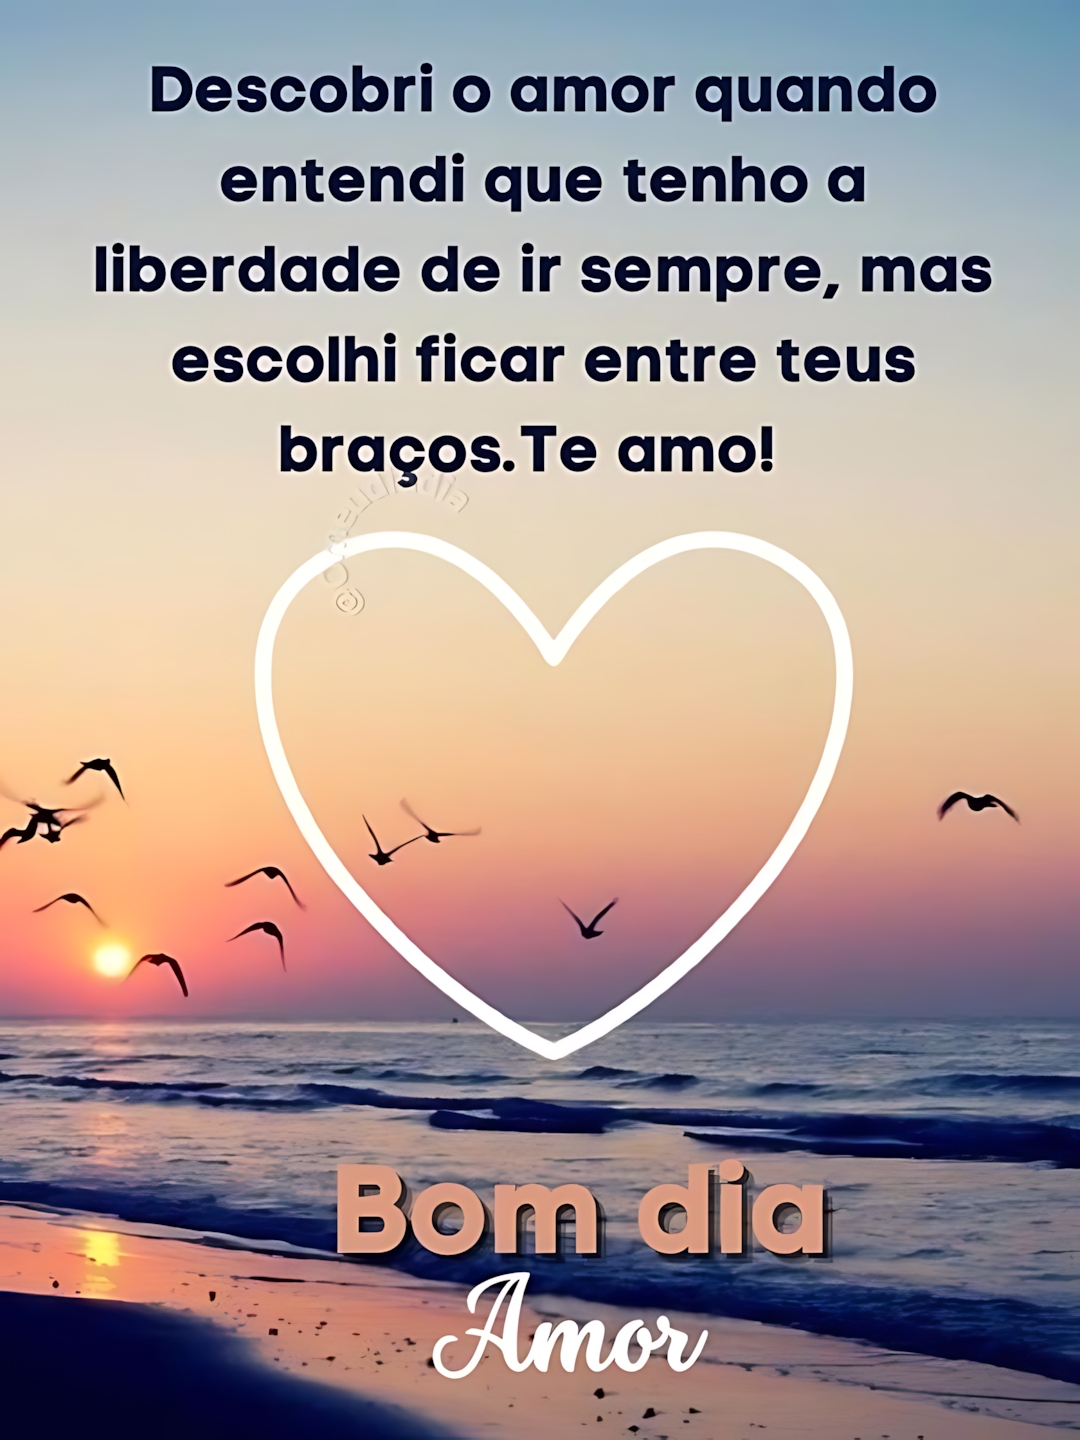 Descobri o amor quando
entendi que tenho a
liberdade de ir sempre, mas
escolhi ficar entre teus
braços.Te amo!
Bom dia
Amor